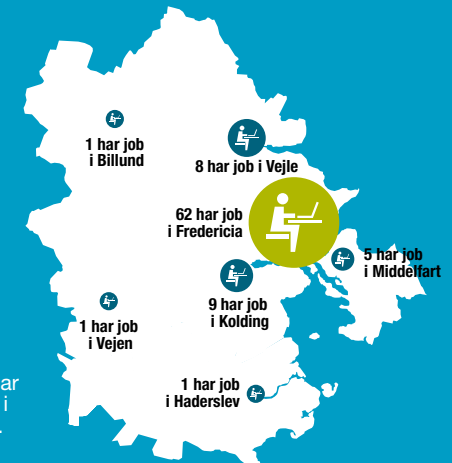 1 har job
i Billund
8 har job i Vejle
62 har job
i Fredericia
5 har job
i Middelfart
9 har job
i Kolding
1 har job
i Vejen
1 har job
i Haderslev
i